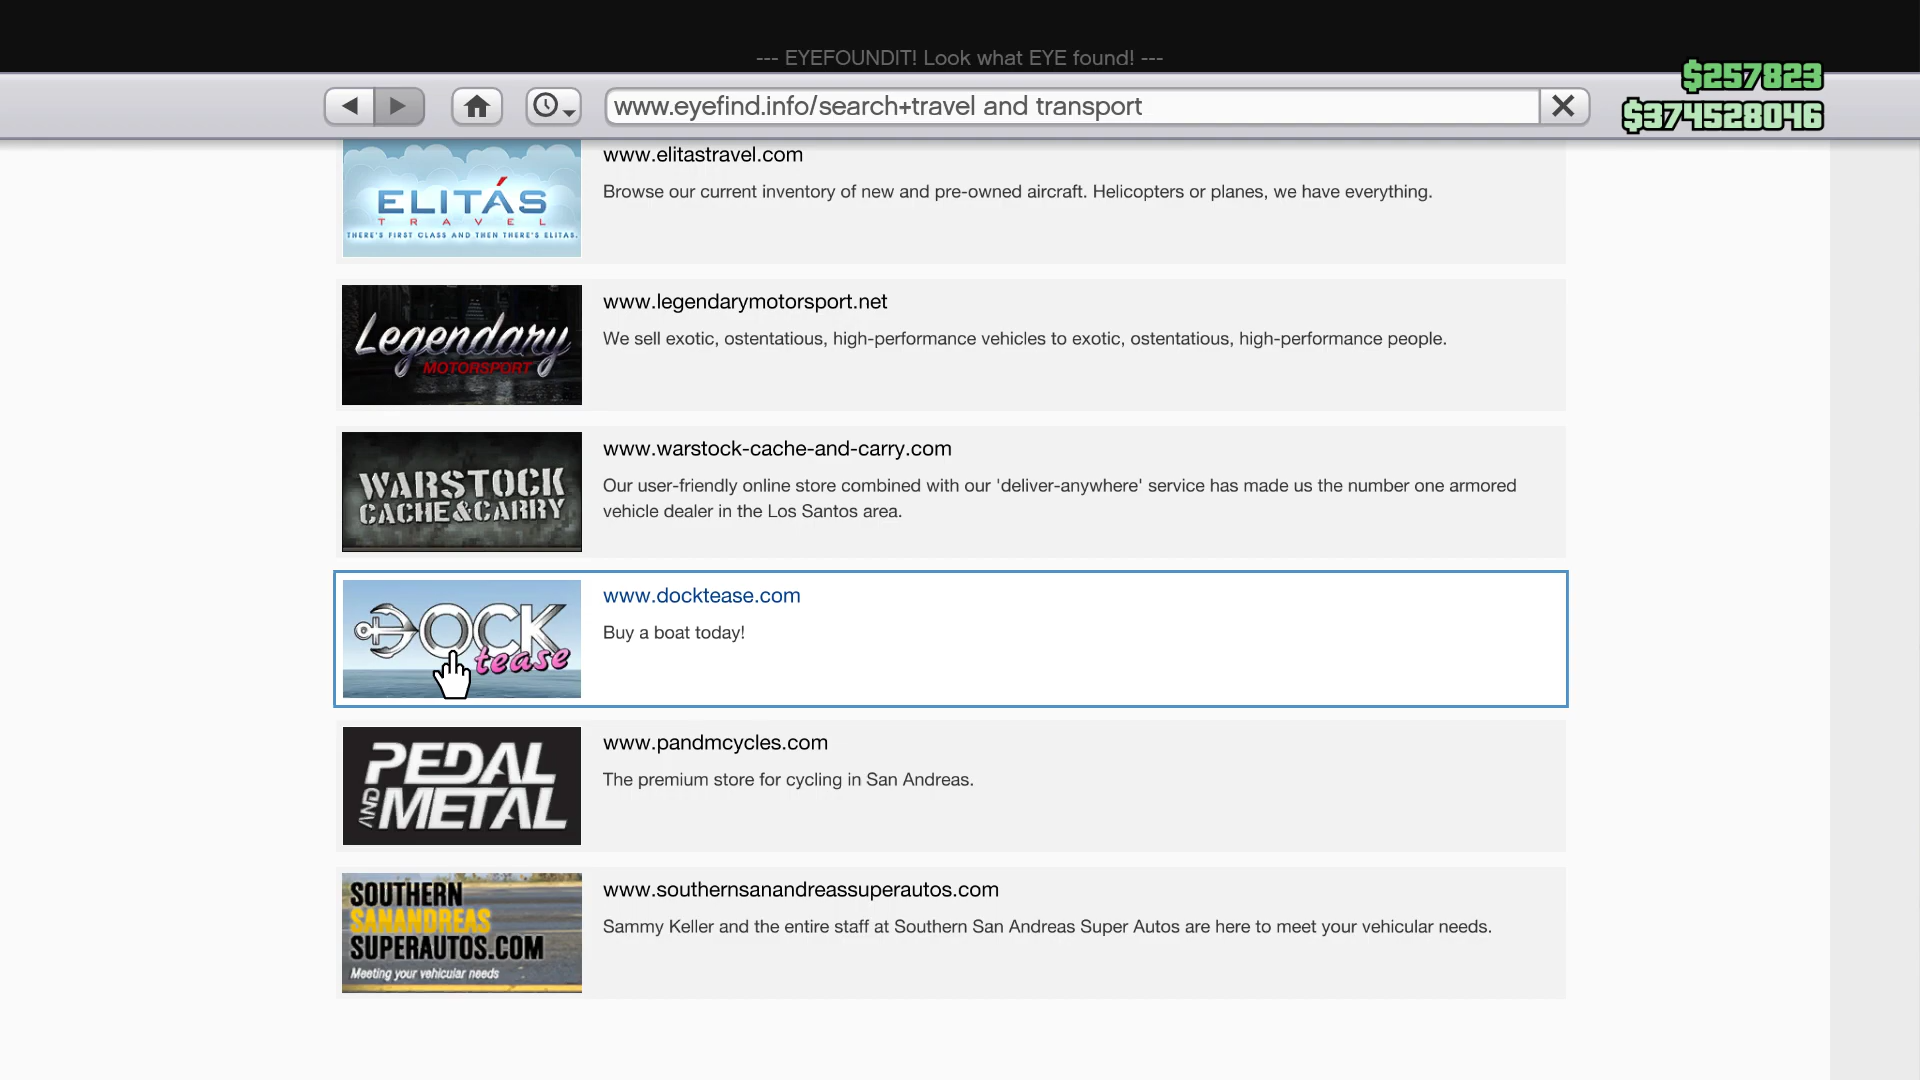 --- EYEFOUNDIT! Look what EYE found! ---
$257823
www.eyefind.info/search+travel and transport
$374528046
www.elitastravel.com
Browse our current inventory of new and pre-owned aircraft. Helicopters or planes, we have everything.
ELITÁS
TRAVEL
THERE'S FIRST CLASS AND THEN THERE'S ELITAS.
www.legendarymotorsport.net
We sell exotic, ostentatious, high-performance vehicles to exotic, ostentatious, high-performance people.
Legendary
MOTORSPORT
www.warstock-cache-and-carry.com
Our user-friendly online store combined with our 'deliver-anywhere' service has made us the number one armored
vehicle dealer in the Los Santos area.
WARSTOCK
CACHE&CARRY
www.docktease.com
Buy a boat today!
DOCK
tease
www.pandmcycles.com
The premium store for cycling in San Andreas.
PEDAL
AND METAL
www.southernsanandreassuperautos.com
Sammy Keller and the entire staff at Southern San Andreas Super Autos are here to meet your vehicular needs.
SOUTHERN
SANANDREAS
SUPERAUTOS.COM
Meeting your vehicular needs